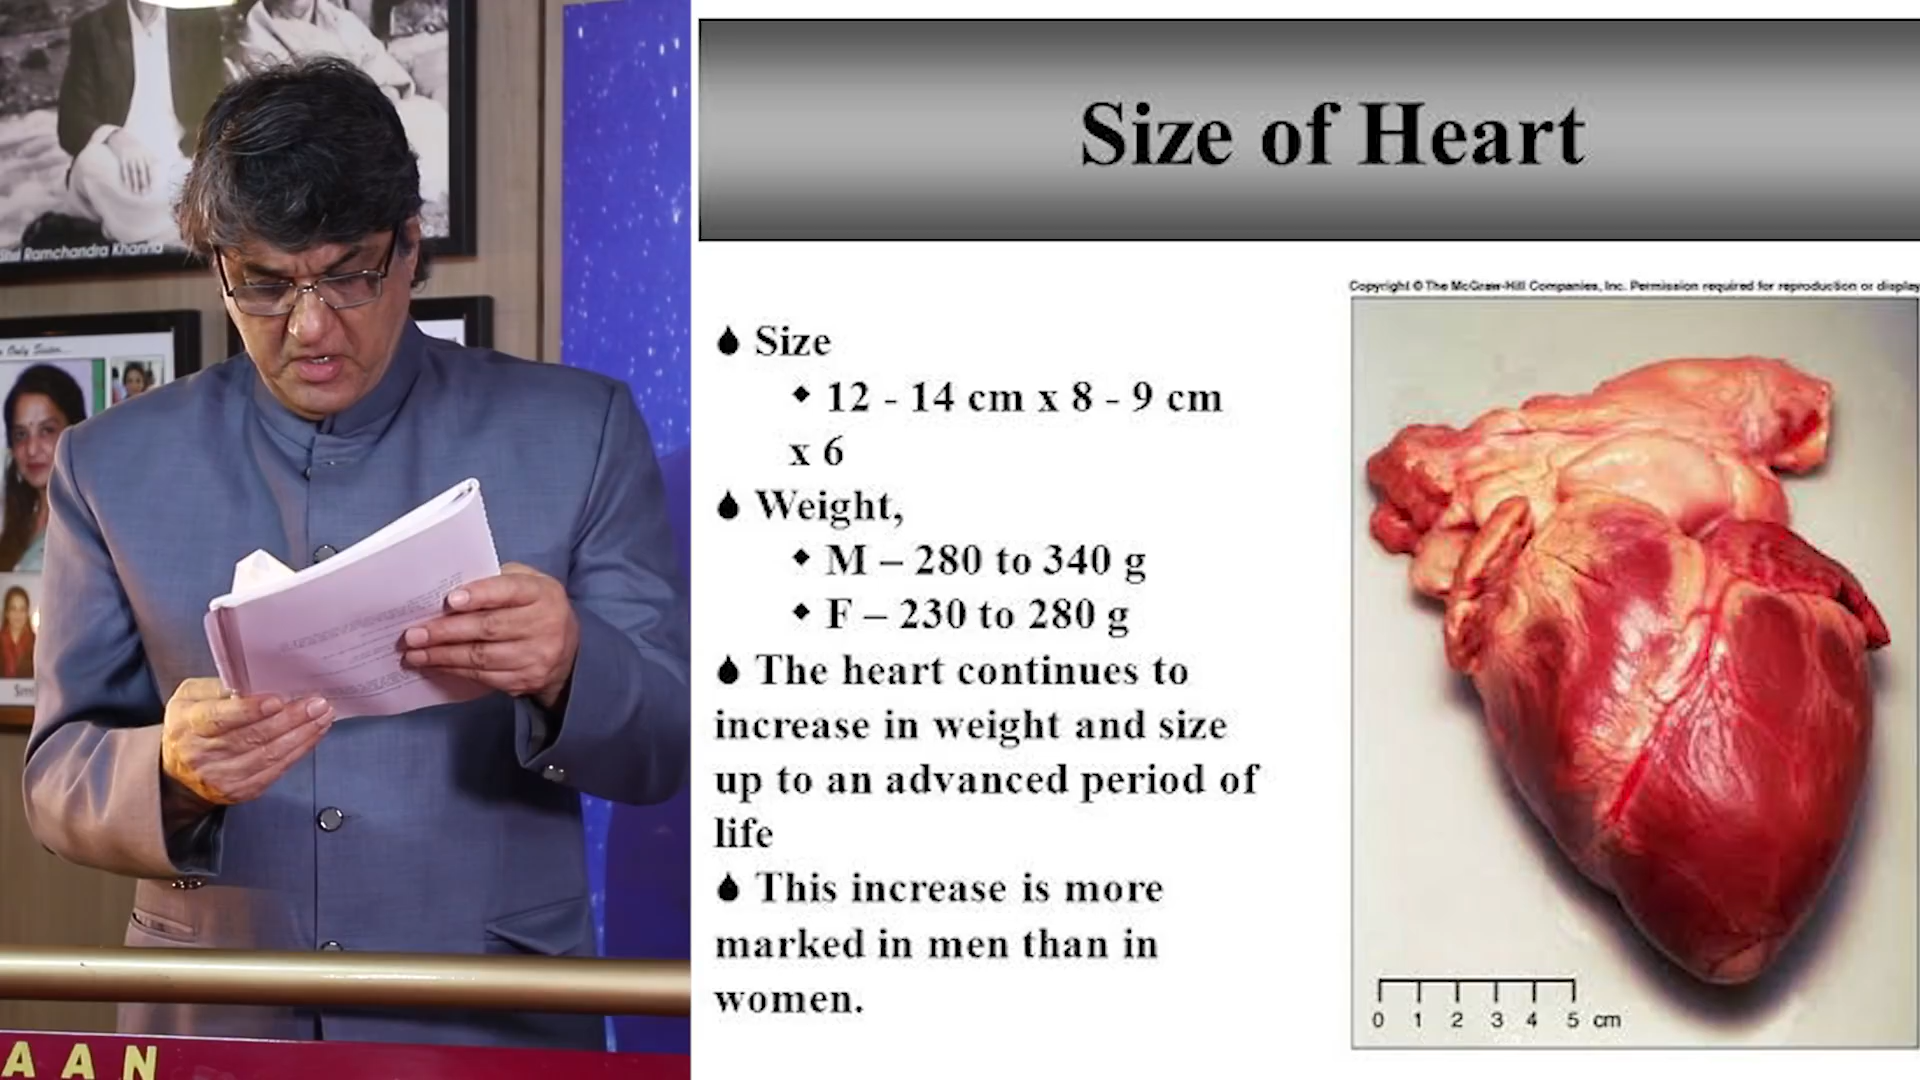 Shri Ramchandra Khanna
Only Sister...
AAN
Size of Heart
Copyright © The McGraw-Hill Companies, Inc. Permission required for reproduction or display
Size
12 - 14 cm x 8 - 9 cm
x 6
Weight,
M – 280 to 340 g
F – 230 to 280 g
The heart continues to
increase in weight and size
up to an advanced period of
life
This increase is more
marked in men than in
women.
0 1 2 3 4 5 cm